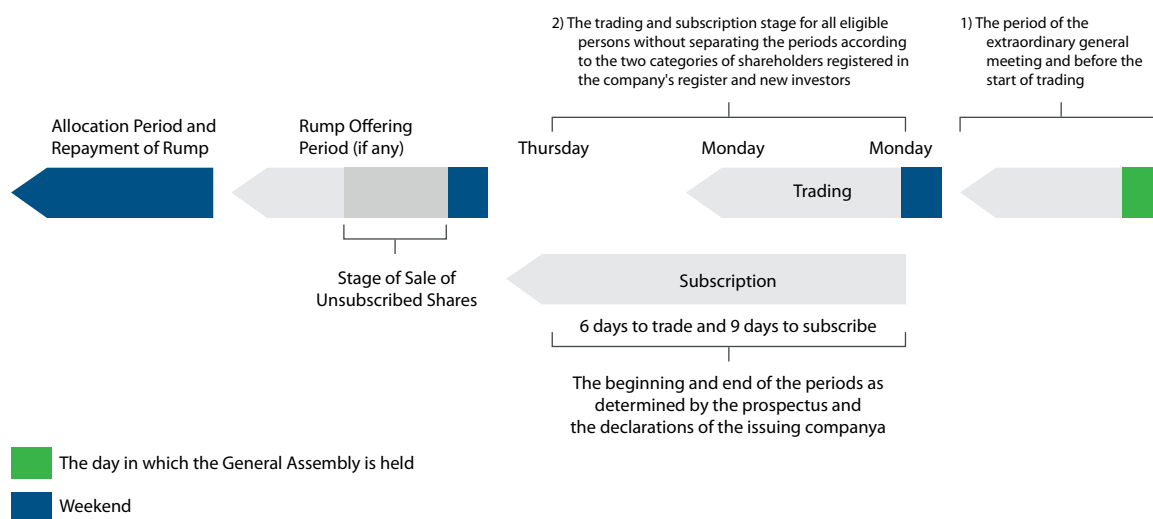 2) The trading and subscription stage for all eligible
persons without separating the periods according
to the two categories of shareholders registered in
the company's register and new investors
1) The period of the
extraordinary general
meeting and before the
start of trading
Allocation Period and
Repayment of Rump
Rump Offering
Period (if any)
Thursday
Monday
Monday
Trading
Stage of Sale of
Unsubscribed Shares
Subscription
6 days to trade and 9 days to subscribe
The beginning and end of the periods as
determined by the prospectus and
the declarations of the issuing companya
The day in which the General Assembly is held
Weekend